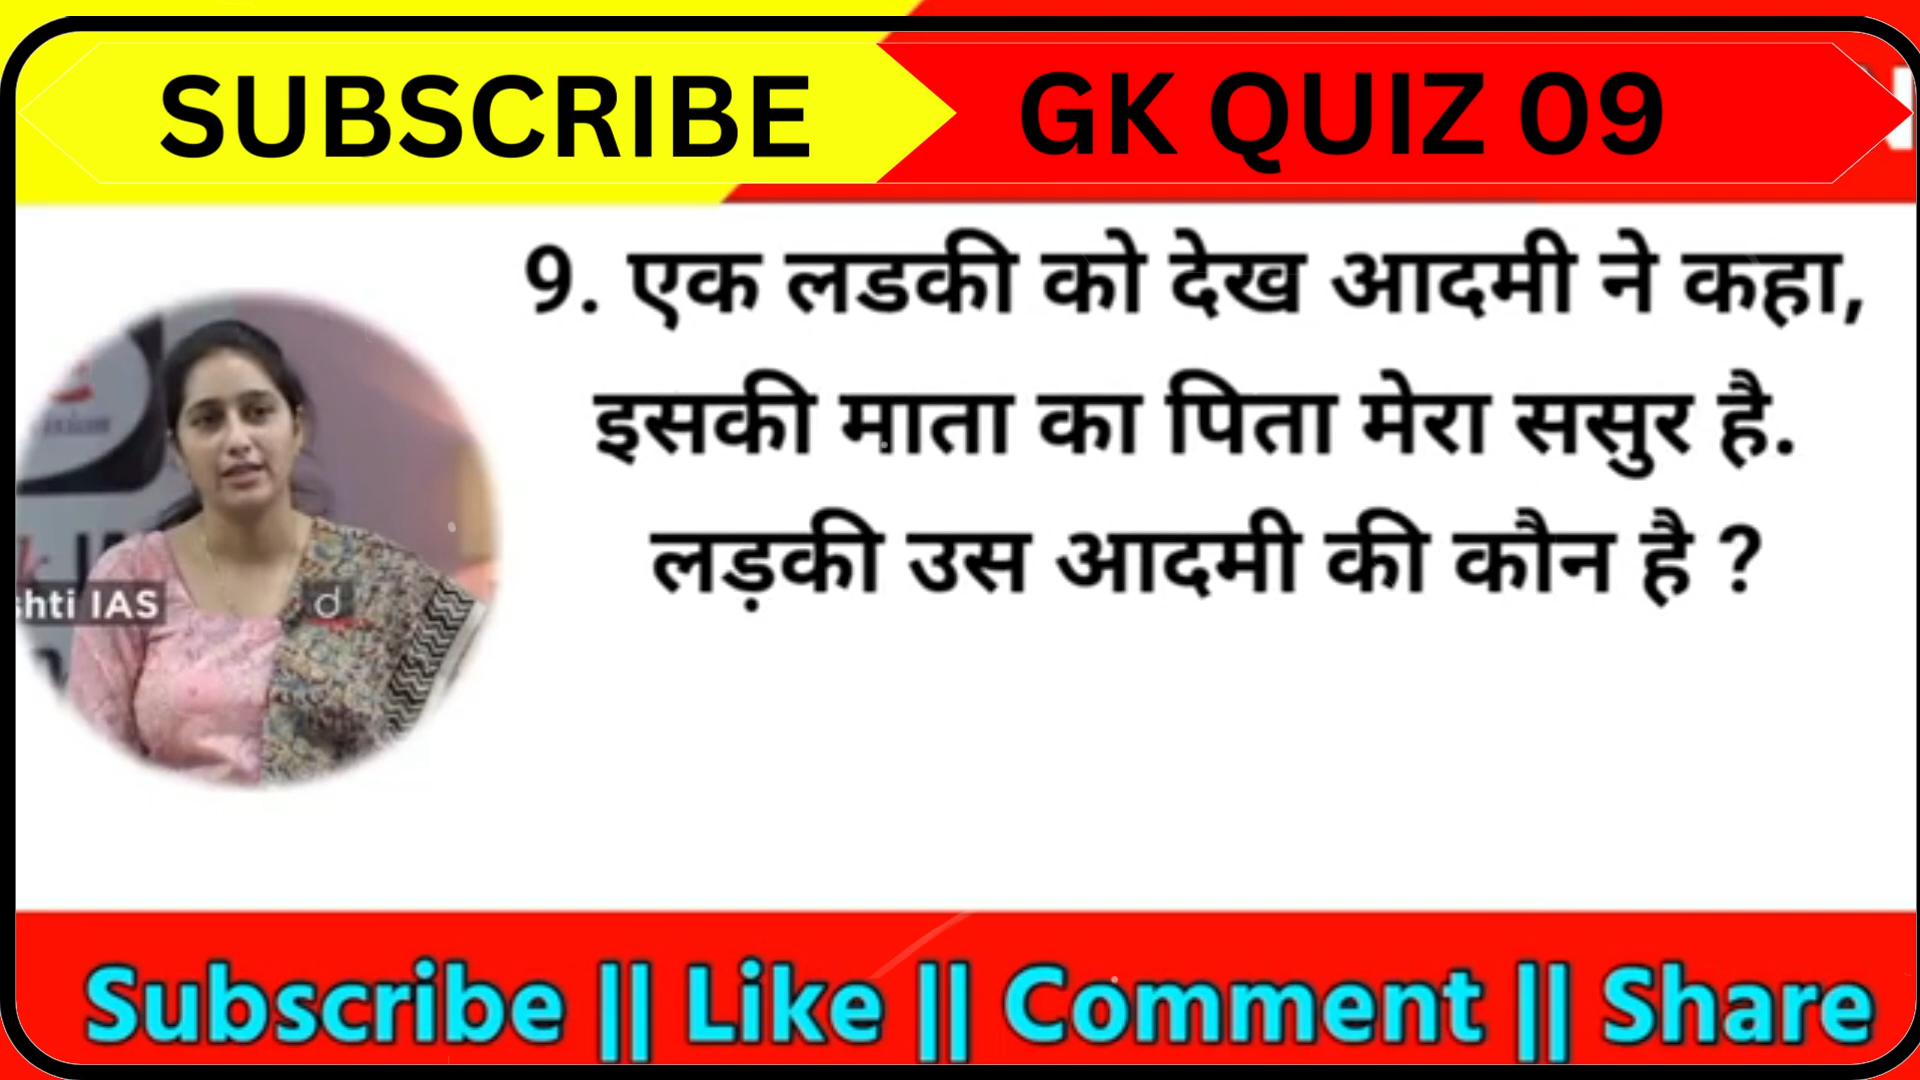 SUBSCRIBE
GK QUIZ 09
9. एक लडकी को देख आदमी ने कहा,
इसकी माता का पिता मेरा ससुर है.
लड़की उस आदमी की कौन है ?
shti IAS
d
Subscribe || Like || Comment || Share